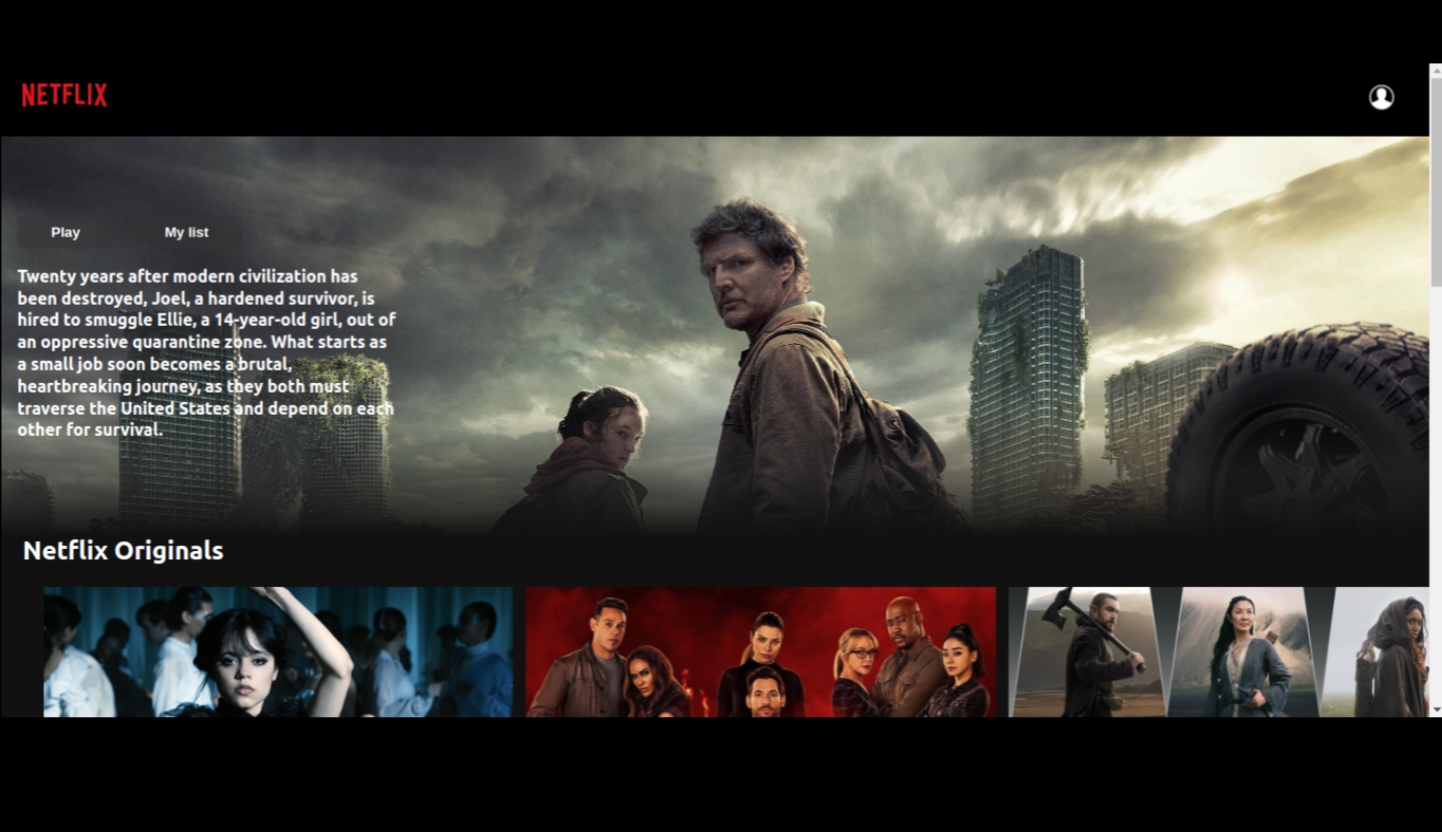 NETFLIX
Play
My list
Twenty years after modern civilization has
been destroyed, Joel, a hardened survivor, is
hired to smuggle Ellie, a 14-year-old girl, out of
an oppressive quarantine zone. What starts as
a small job soon becomes a brutal,
heartbreaking journey, as they both must
traverse the United States and depend on each
other for survival.
Netflix Originals